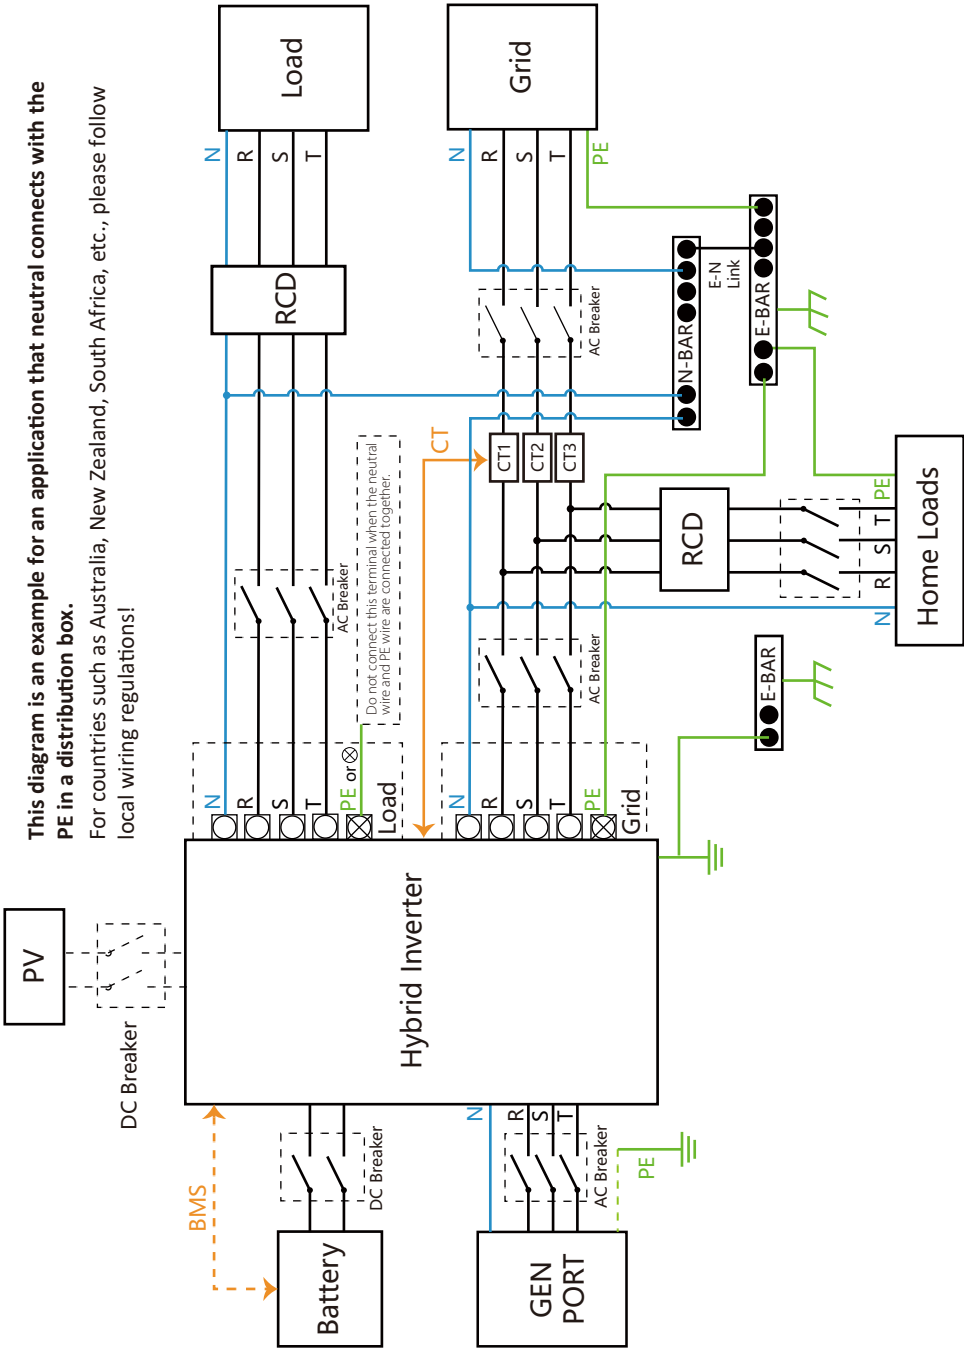 This diagram is an example for an application that neutral connects with the
PE in a distribution box.
For countries such as Australia, New Zealand, South Africa, etc., please follow
local wiring regulations!
PV
DC Breaker
BMS
Battery
DC Breaker
GEN
PORT
N
R
S
T
AC Breaker
PE
Hybrid Inverter
N
R
S
T
PE or
Load
AC Breaker
Do not connect this terminal when the neutral
wire and PE wire are connected together.
RCD
N
R
S
T
Load
CT
N
R
S
T
PE
Grid
AC Breaker
CT1
CT2
CT3
AC Breaker
N
R
S
T
PE
Grid
N-BAR
E-N
Link
E-BAR
RCD
N
R
S
T
PE
Home Loads
E-BAR